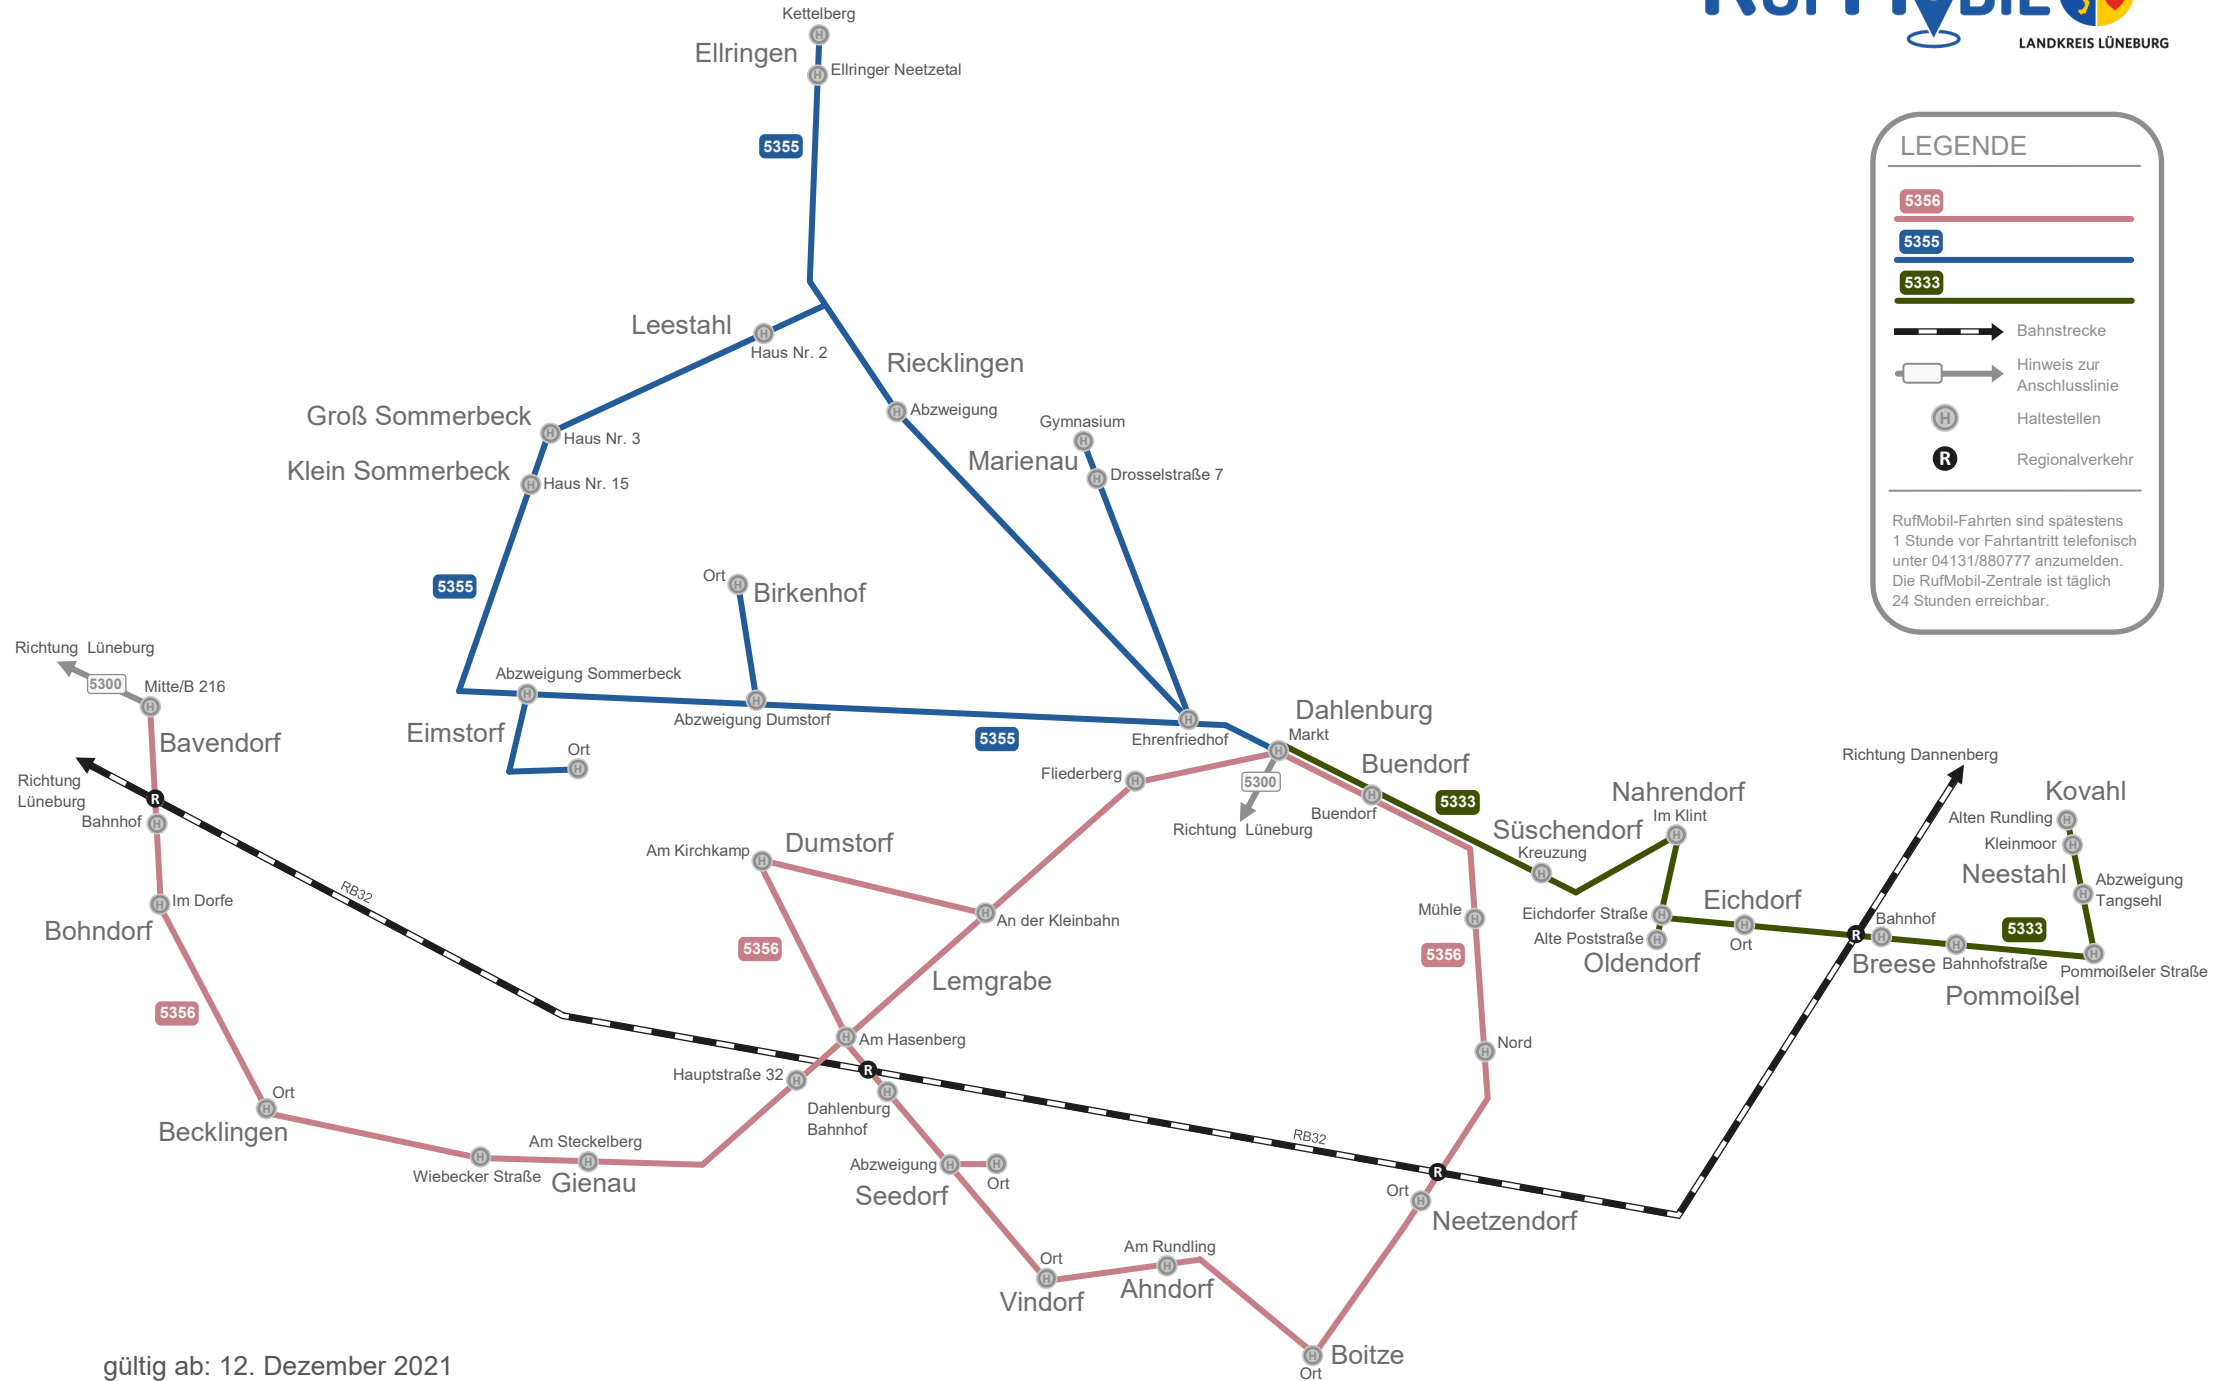 RUFMOBIL
LANDKREIS LÜNEBURG
Kettelberg
Ellringen
Ellringer Neetzetal
5355
LEGENDE
5356
5355
5333
Bahnstrecke
Hinweis zur
Anschlusslinie
H
Haltestellen
R
Regionalverkehr
RufMobil-Fahrten sind spätestens
1 Stunde vor Fahrtantritt telefonisch
unter 04131/880777 anzumelden.
Die RufMobil-Zentrale ist täglich
24 Stunden erreichbar.
Leestahl
Haus Nr. 2
Riecklingen
Abzweigung
Groß Sommerbeck
Haus Nr. 3
Klein Sommerbeck
Haus Nr. 15
Gymnasium
Marienau
Drosselstraße 7
5355
Ort
Birkenhof
Richtung Lüneburg
5300
Mitte/B 216
Bavendorf
Abzweigung Sommerbeck
Abzweigung Dumstorf
Eimstorf
Ort
5355
Ehrenfriedhof
Dahlenburg
Markt
Richtung
Lüneburg
R
Bahnhof
Fliederberg
5300
Richtung Lüneburg
Buendorf
Buendorf
5333
Süschendorf
Kreuzung
Nahrendorf
Im Klint
Richtung Dannenberg
Kovahl
Alten Rundling
Kleinmoor
Neestahl
Abzweigung
Tangsehl
RB32
Im Dorfe
Bohndorf
Am Kirchkamp
Dumstorf
An der Kleinbahn
5356
Lemgrabe
Mühle
5356
Eichdorfer Straße
Alte Poststraße
Oldendorf
Eichdorf
Ort
R
Bahnhof
Breese
Bahnhofstraße
5333
Pommoißeler Straße
Pommoißel
5356
Am Hasenberg
Hauptstraße 32
R
Dahlenburg
Bahnhof
Nord
Ort
Becklingen
Wiebecker Straße
Am Steckelberg
Gienau
RB32
Abzweigung
Ort
Seedorf
R
Ort
Neetzendorf
Ort
Vindorf
Am Rundling
Ahndorf
Boitze
Ort
gültig ab: 12. Dezember 2021